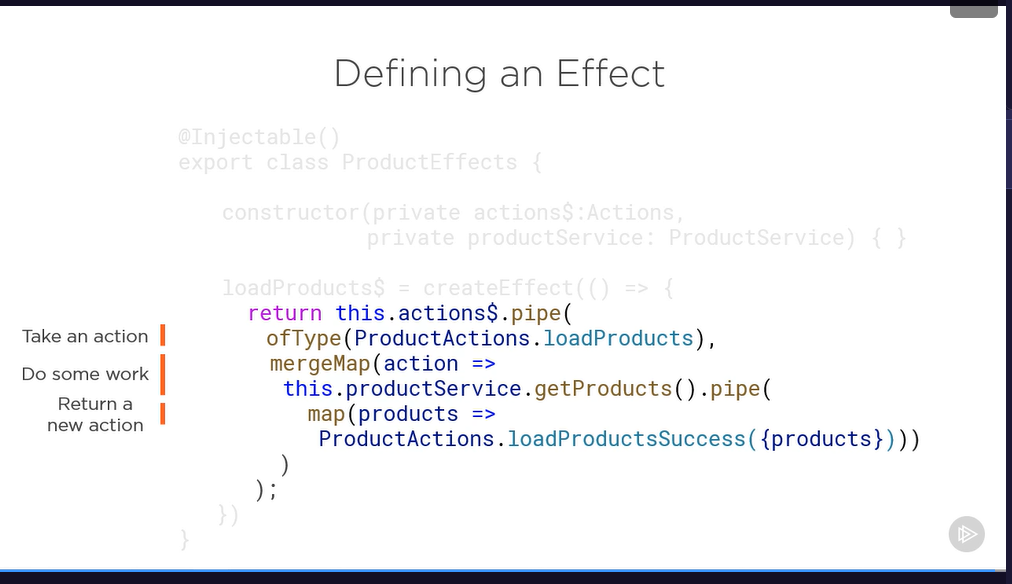 Defining an Effect
@Injectable()
export class ProductEffects {
constructor(private actions$:Actions,
private productService: ProductService) { }
loadProducts$ = createEffect(() => {
return this.actions$.pipe(
Take an action
ofType(ProductActions.loadProducts),
mergeMap(action =>
Do some work
this.productService.getProducts().pipe(
Return a
new action
map(products =>
ProductActions.loadProductsSuccess({products})))
)
);
})
}